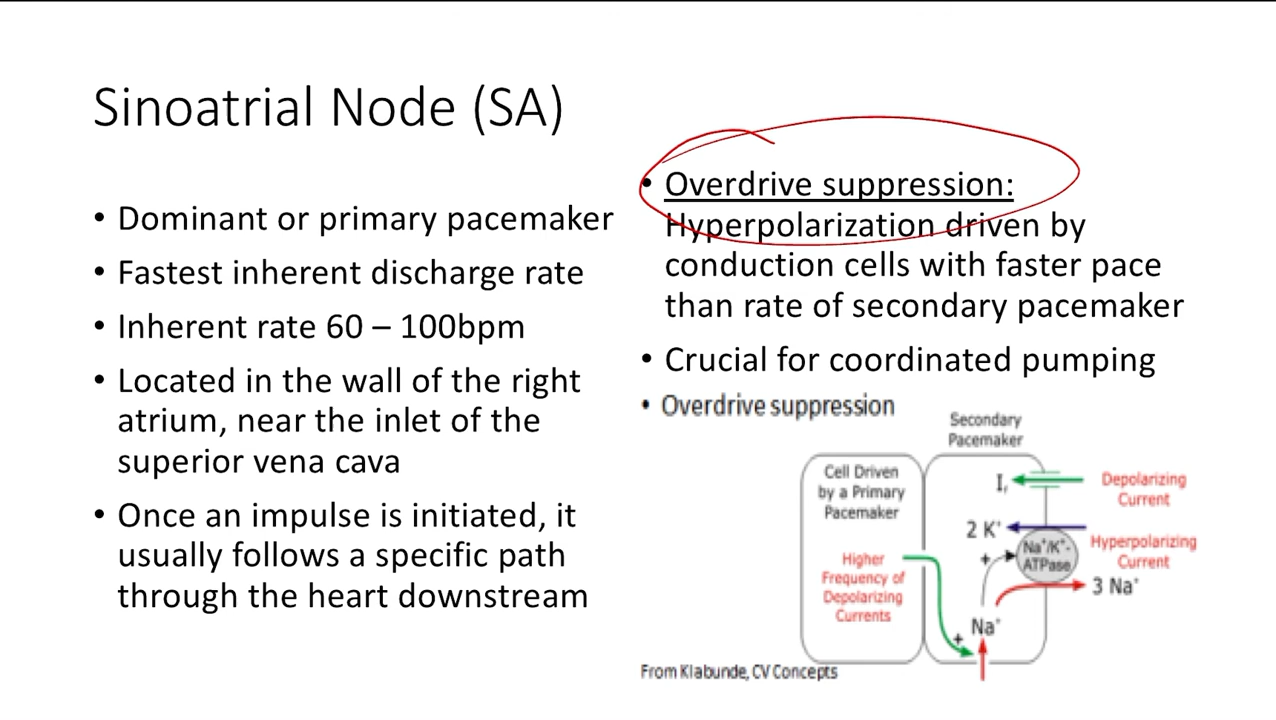 Sinoatrial Node (SA)
• Dominant or primary pacemaker
• Fastest inherent discharge rate
• Inherent rate 60 – 100bpm
• Located in the wall of the right
atrium, near the inlet of the
superior vena cava
• Once an impulse is initiated, it
usually follows a specific path
through the heart downstream
• Overdrive suppression:
Hyperpolarization driven by
conduction cells with faster pace
than rate of secondary pacemaker
• Crucial for coordinated pumping
• Overdrive suppression
Secondary
Pacemaker
Cell Driven
by a Primary
Pacemaker
Higher
Frequency of
Depolarizing
Currents
+
Na⁺
+
2 K⁺
Na⁺/K⁺-
ATPase
3 Na⁺
Depolarizing
Current
Hyperpolarizing
Current
From Klabunde, CV Concepts